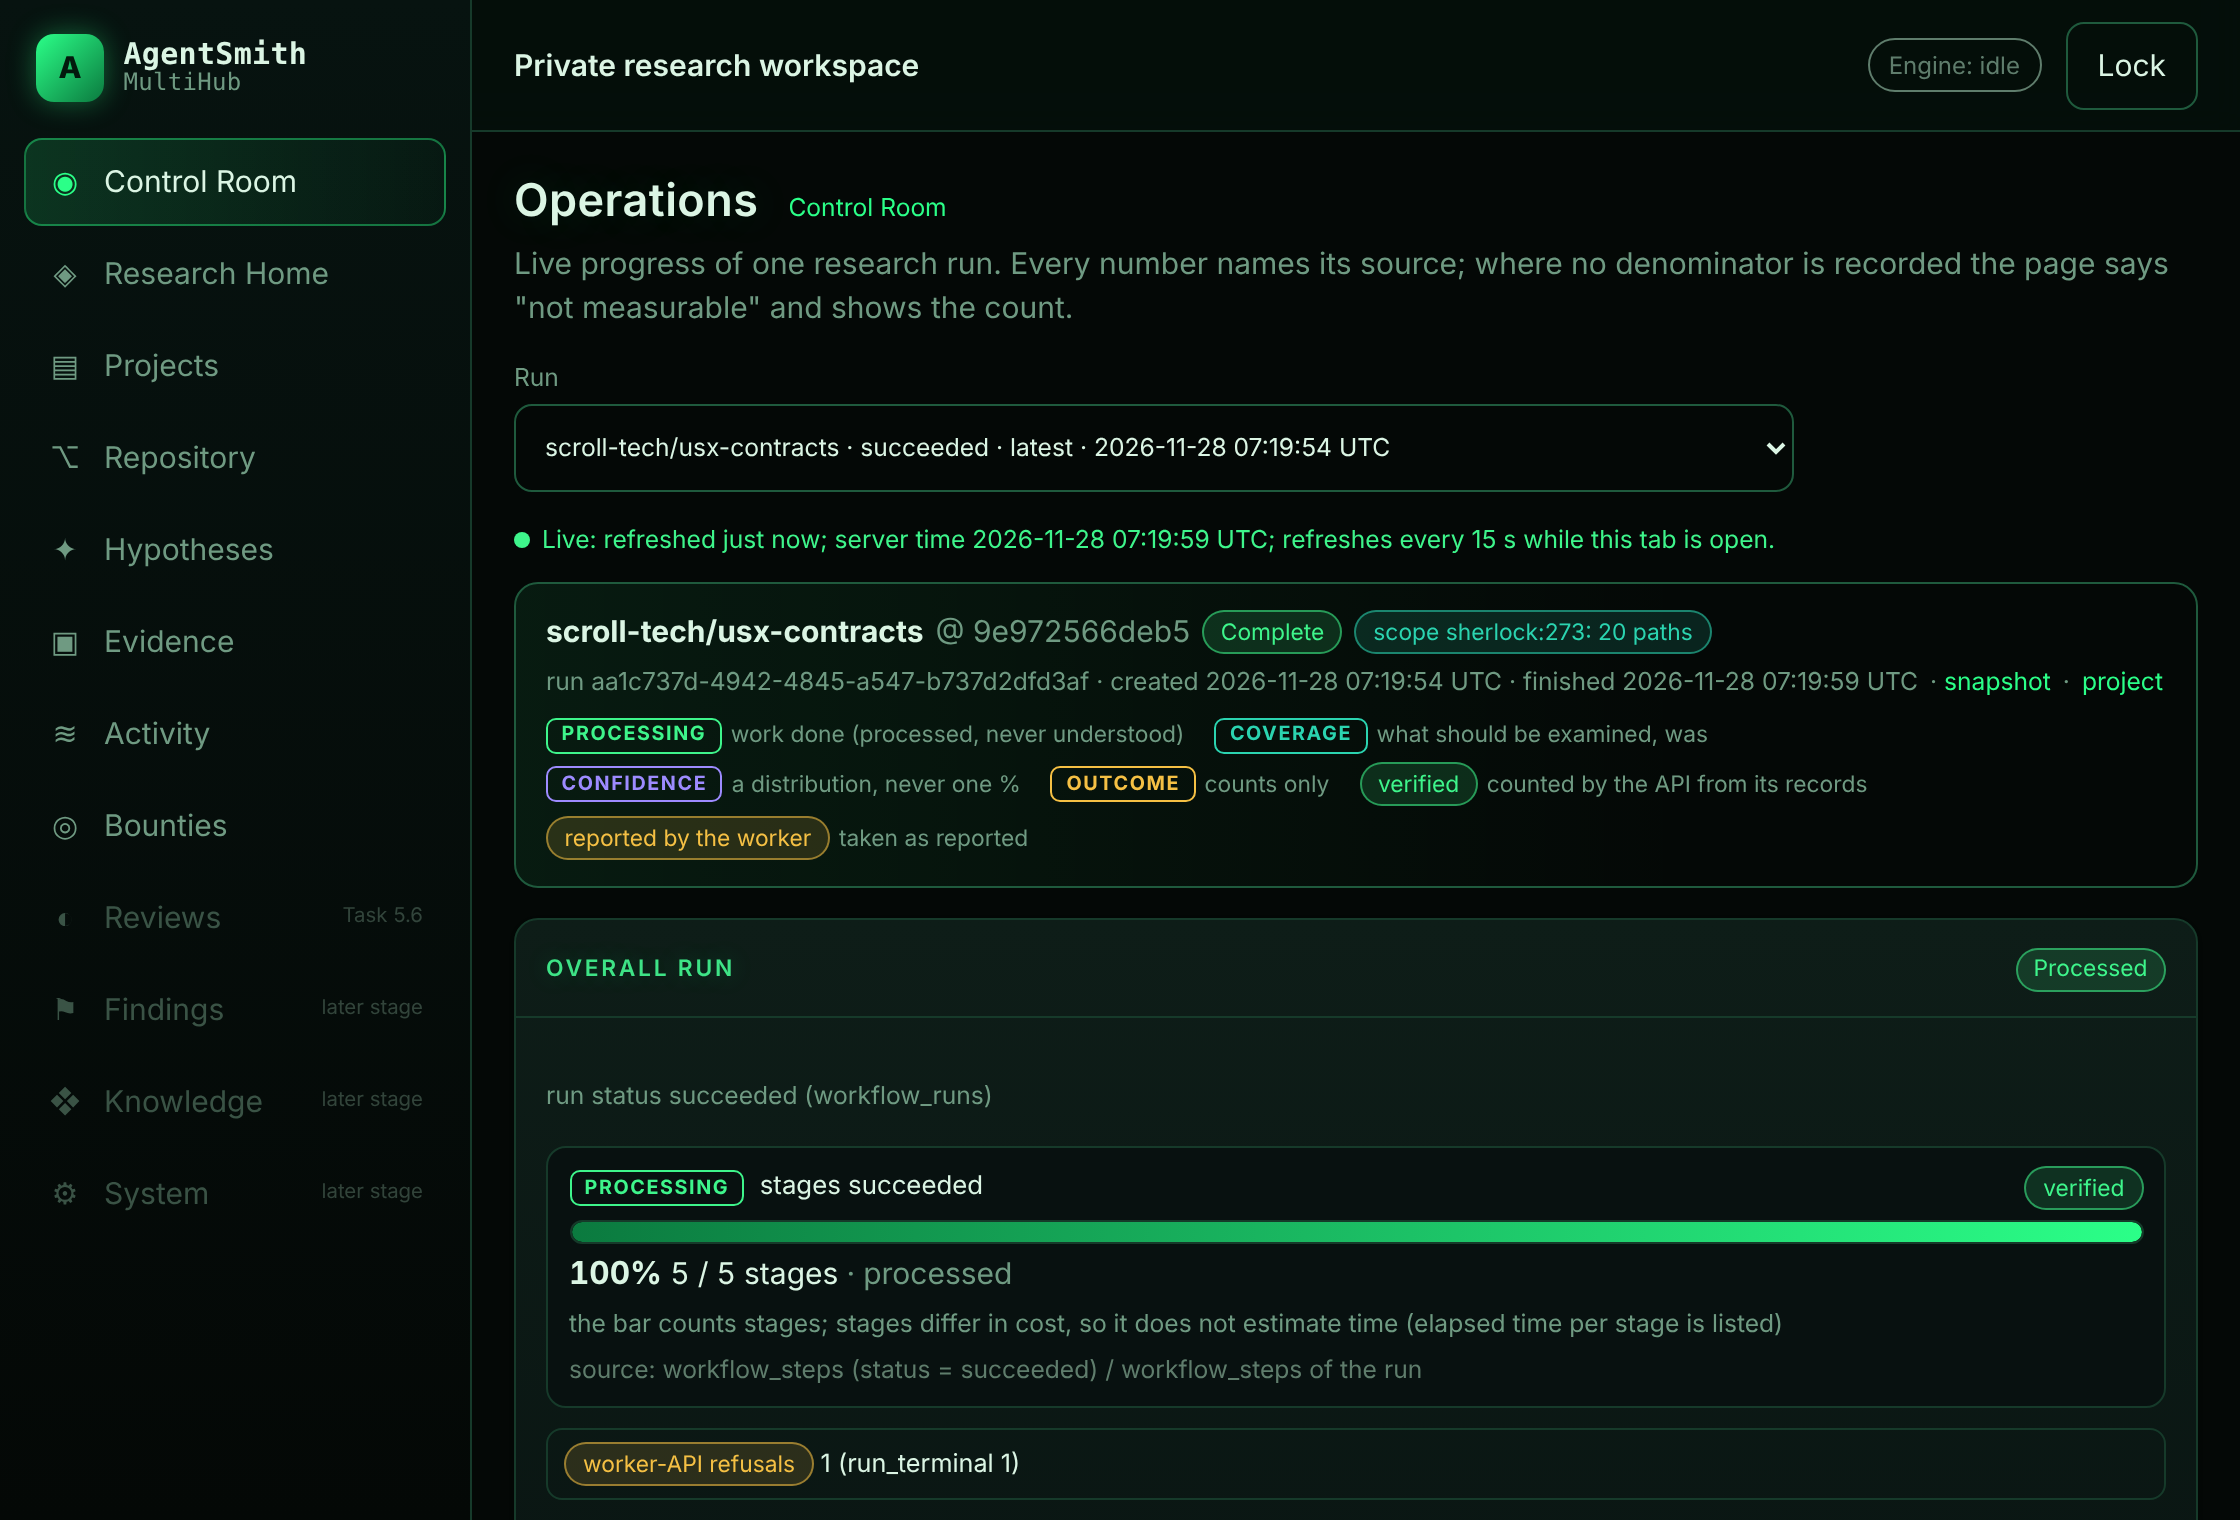 A
AgentSmith
MultiHub
Control Room
Research Home
Projects
Repository
Hypotheses
Evidence
Activity
Bounties
Reviews Task 5.6
Findings later stage
Knowledge later stage
System later stage
Private research workspace
Engine: idle
Lock
Operations Control Room
Live progress of one research run. Every number names its source; where no denominator is recorded the page says
"not measurable" and shows the count.
Run
scroll-tech/usx-contracts · succeeded · latest · 2026-11-28 07:19:54 UTC
Live: refreshed just now; server time 2026-11-28 07:19:59 UTC; refreshes every 15 s while this tab is open.
scroll-tech/usx-contracts @ 9e972566deb5 Complete scope sherlock:273: 20 paths
run aa1c737d-4942-4845-a547-b737d2dfd3af · created 2026-11-28 07:19:54 UTC · finished 2026-11-28 07:19:59 UTC · snapshot · project
PROCESSING work done (processed, never understood) COVERAGE what should be examined, was
CONFIDENCE a distribution, never one % OUTCOME counts only verified counted by the API from its records
reported by the worker taken as reported
OVERALL RUN Processed
run status succeeded (workflow_runs)
PROCESSING stages succeeded verified
100% 5 / 5 stages · processed
the bar counts stages; stages differ in cost, so it does not estimate time (elapsed time per stage is listed)
source: workflow_steps (status = succeeded) / workflow_steps of the run
worker-API refusals 1 (run_terminal 1)